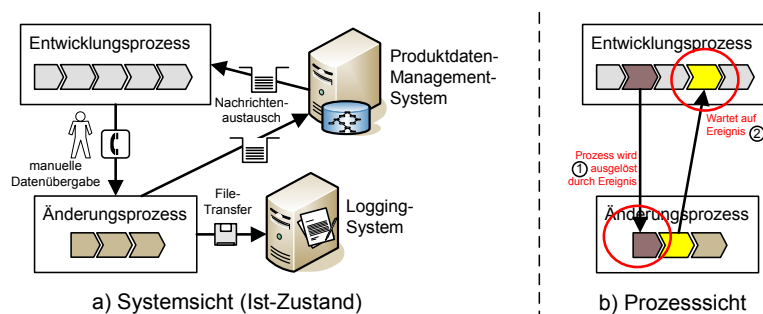 Entwicklungsprozess
Produktdaten-
Management-
System
Nachrichten-
austausch
manuelle
Datenübergabe
File-
Transfer
Änderungsprozess
Logging-
System
a) Systemsicht (Ist-Zustand)
Entwicklungsprozess
Wartet auf
Ereignis ②
Prozess wird
① ausgelöst
durch Ereignis
Änderungsprozess
b) Prozesssicht